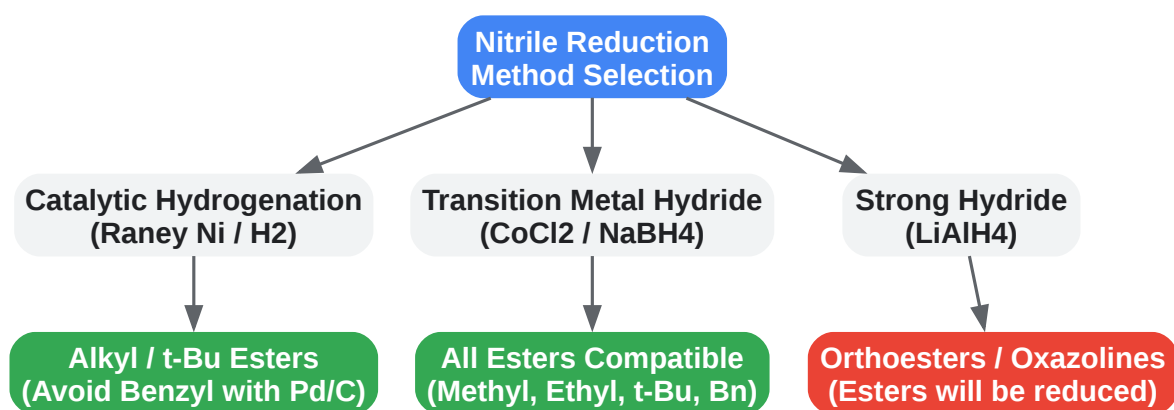 Nitrile Reduction
Method Selection
Catalytic Hydrogenation
(Raney Ni / H2)
Transition Metal Hydride
(CoCl2 / NaBH4)
Strong Hydride
(LiAlH4)
Alkyl / t-Bu Esters
(Avoid Benzyl with Pd/C)
All Esters Compatible
(Methyl, Ethyl, t-Bu, Bn)
Orthoesters / Oxazolines
(Esters will be reduced)